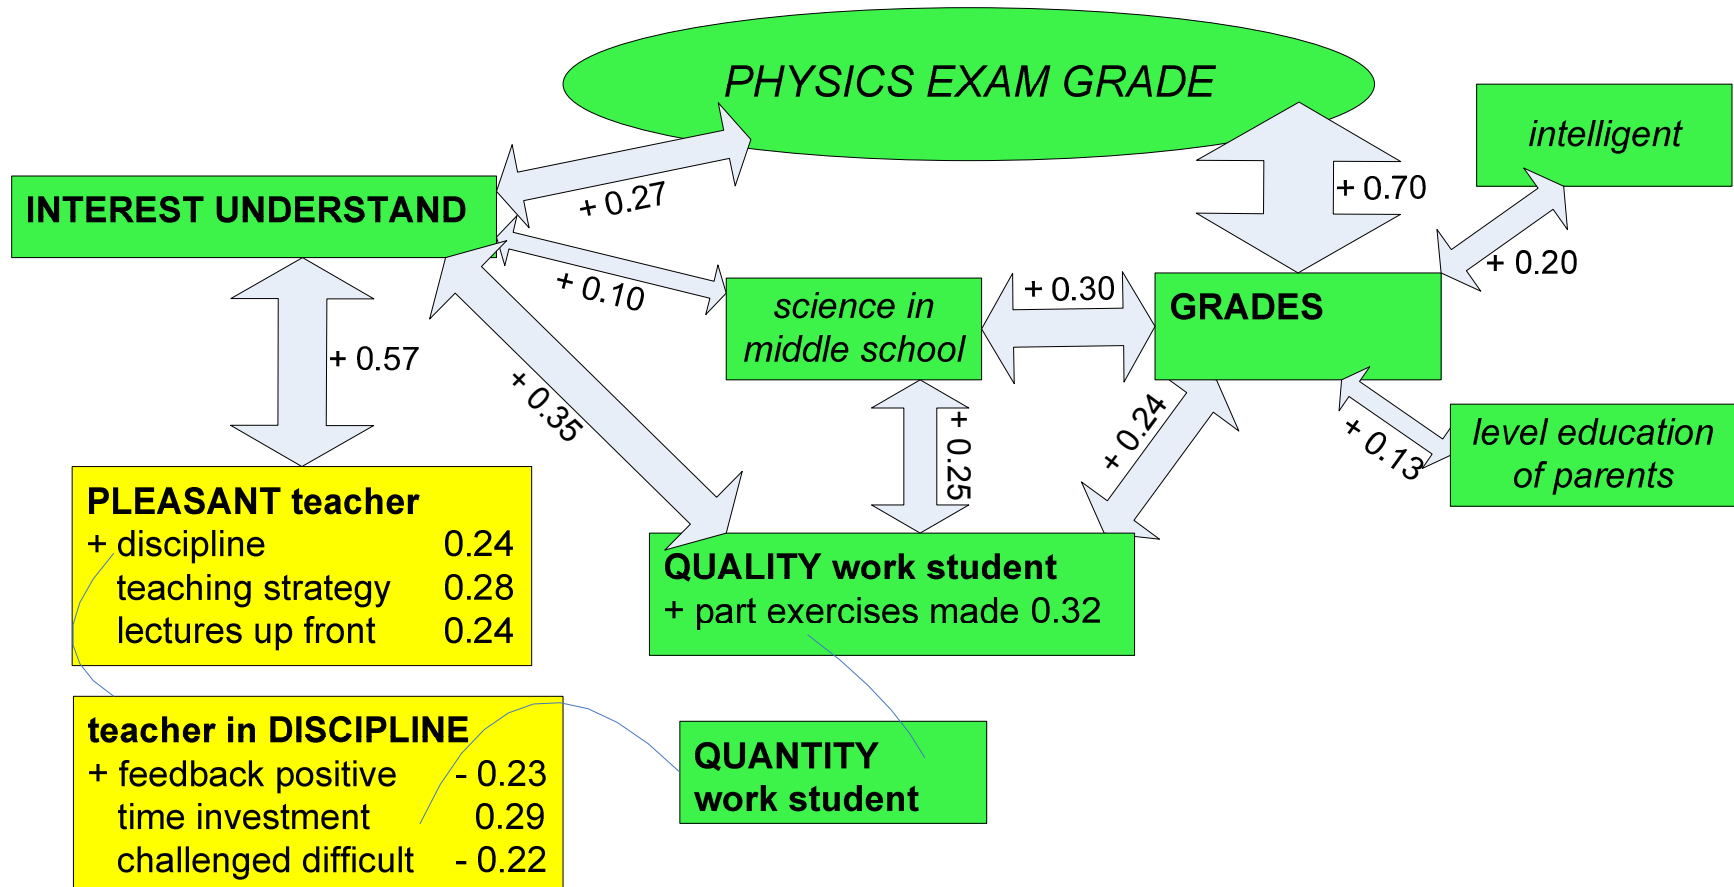 PHYSICS EXAM GRADE
intelligent
+ 0.27
+ 0.70
INTEREST UNDERSTAND
+ 0.20
+ 0.10
science in
middle school
+ 0.30
GRADES
+ 0.57
+ 0.35
+ 0.25
+ 0.24
+ 0.13
level education
of parents
PLEASANT teacher
+ discipline 0.24
teaching strategy 0.28
lectures up front 0.24
QUALITY work student
+ part exercises made 0.32
teacher in DISCIPLINE
+ feedback positive - 0.23
time investment 0.29
challenged difficult - 0.22
QUANTITY
work student